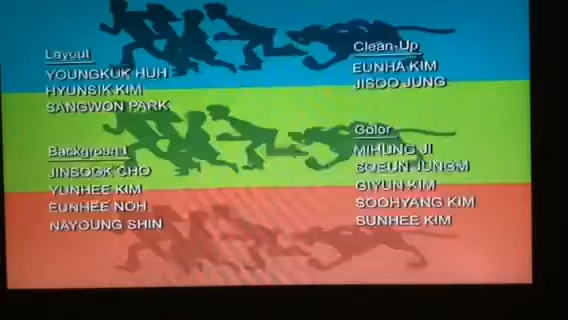 Layout
YOUNGKUK HUH
HYUNSIK KIM
SANGWON PARK
Background
JINSOOK CHO
YUNHEE KIM
EUNHEE NOH
NAYOUNG SHIN
Clean-Up
EUNHA KIM
JISOO JUNG
Color
MIHUNG JI
KIM
GIYUN KIM
SOOHYANG KIM
SUNHEE KIM